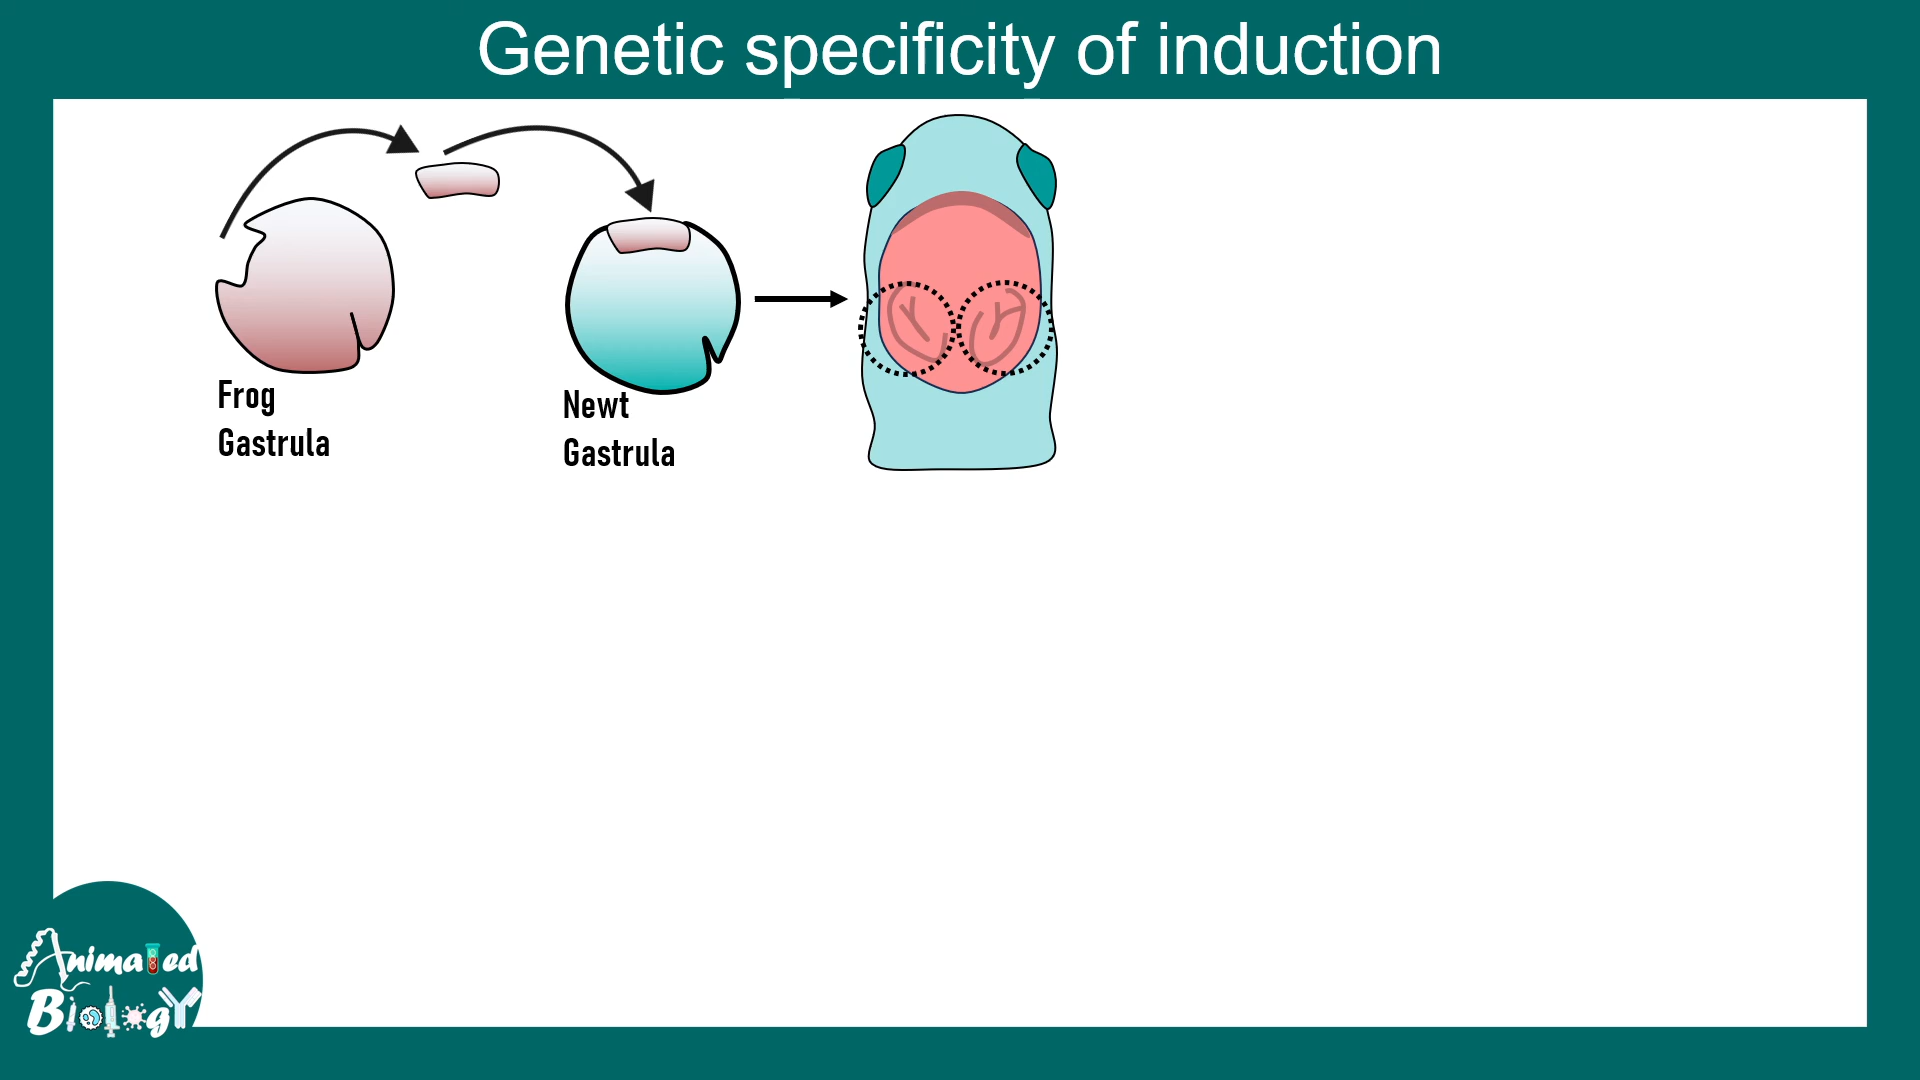 Genetic specificity of induction
Frog
Gastrula
Newt
Gastrula
Animated
Biology